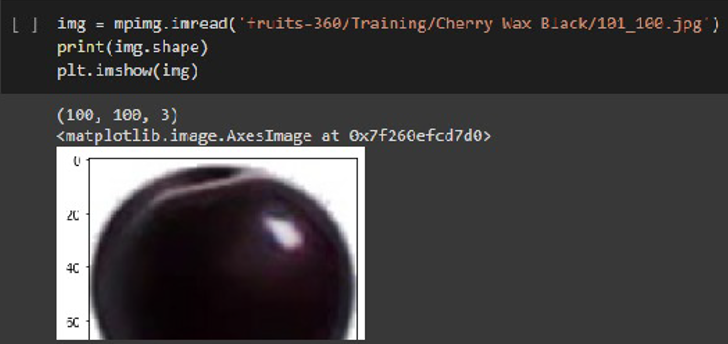 [ ] img = mpimg.imread('fruits-360/Training/Cherry Wax Black/101_100.jpg')
print(img.shape)
plt.imshow(img)
(100, 100, 3)
<matplotlib.image.AxesImage at 0x7f260efcd7d0>
0
20
40
60